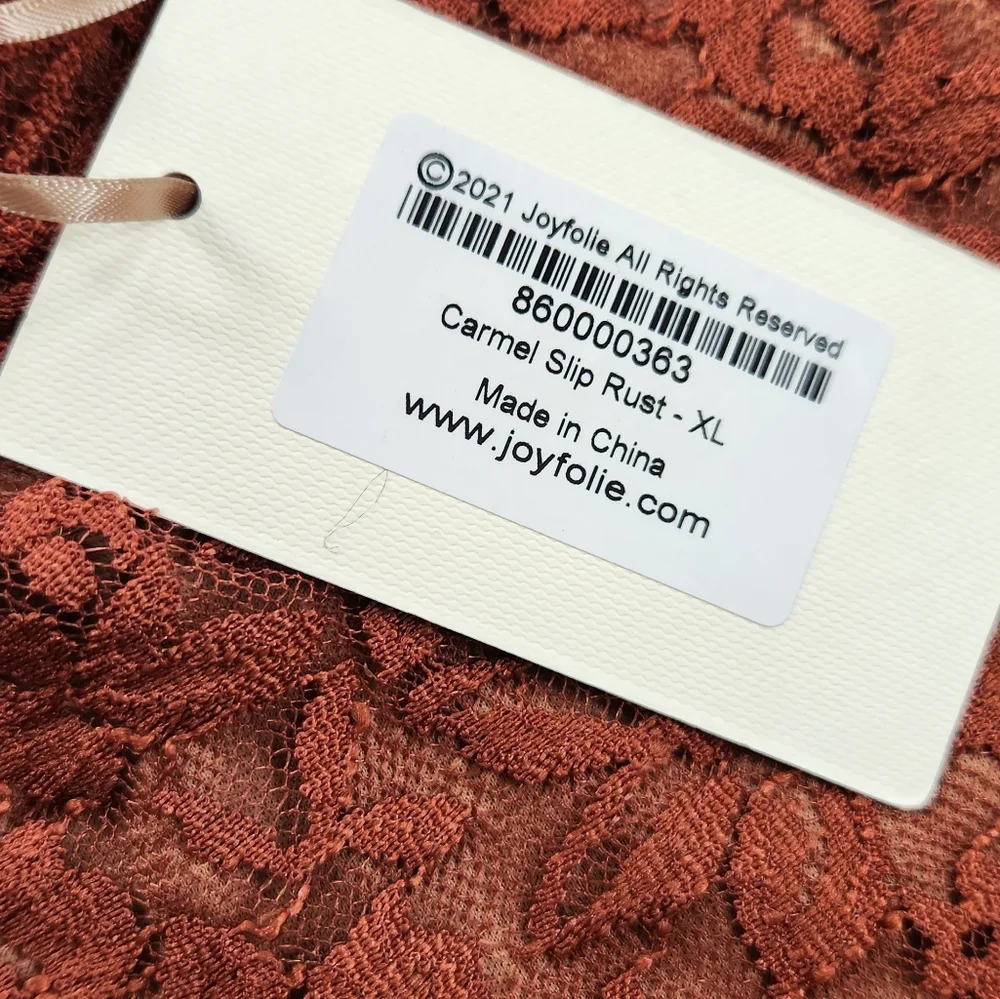 ©2021 Joyfolie All Rights Reserved
860000363
Carmel Slip Rust - XL
Made in China
www.joyfolie.com